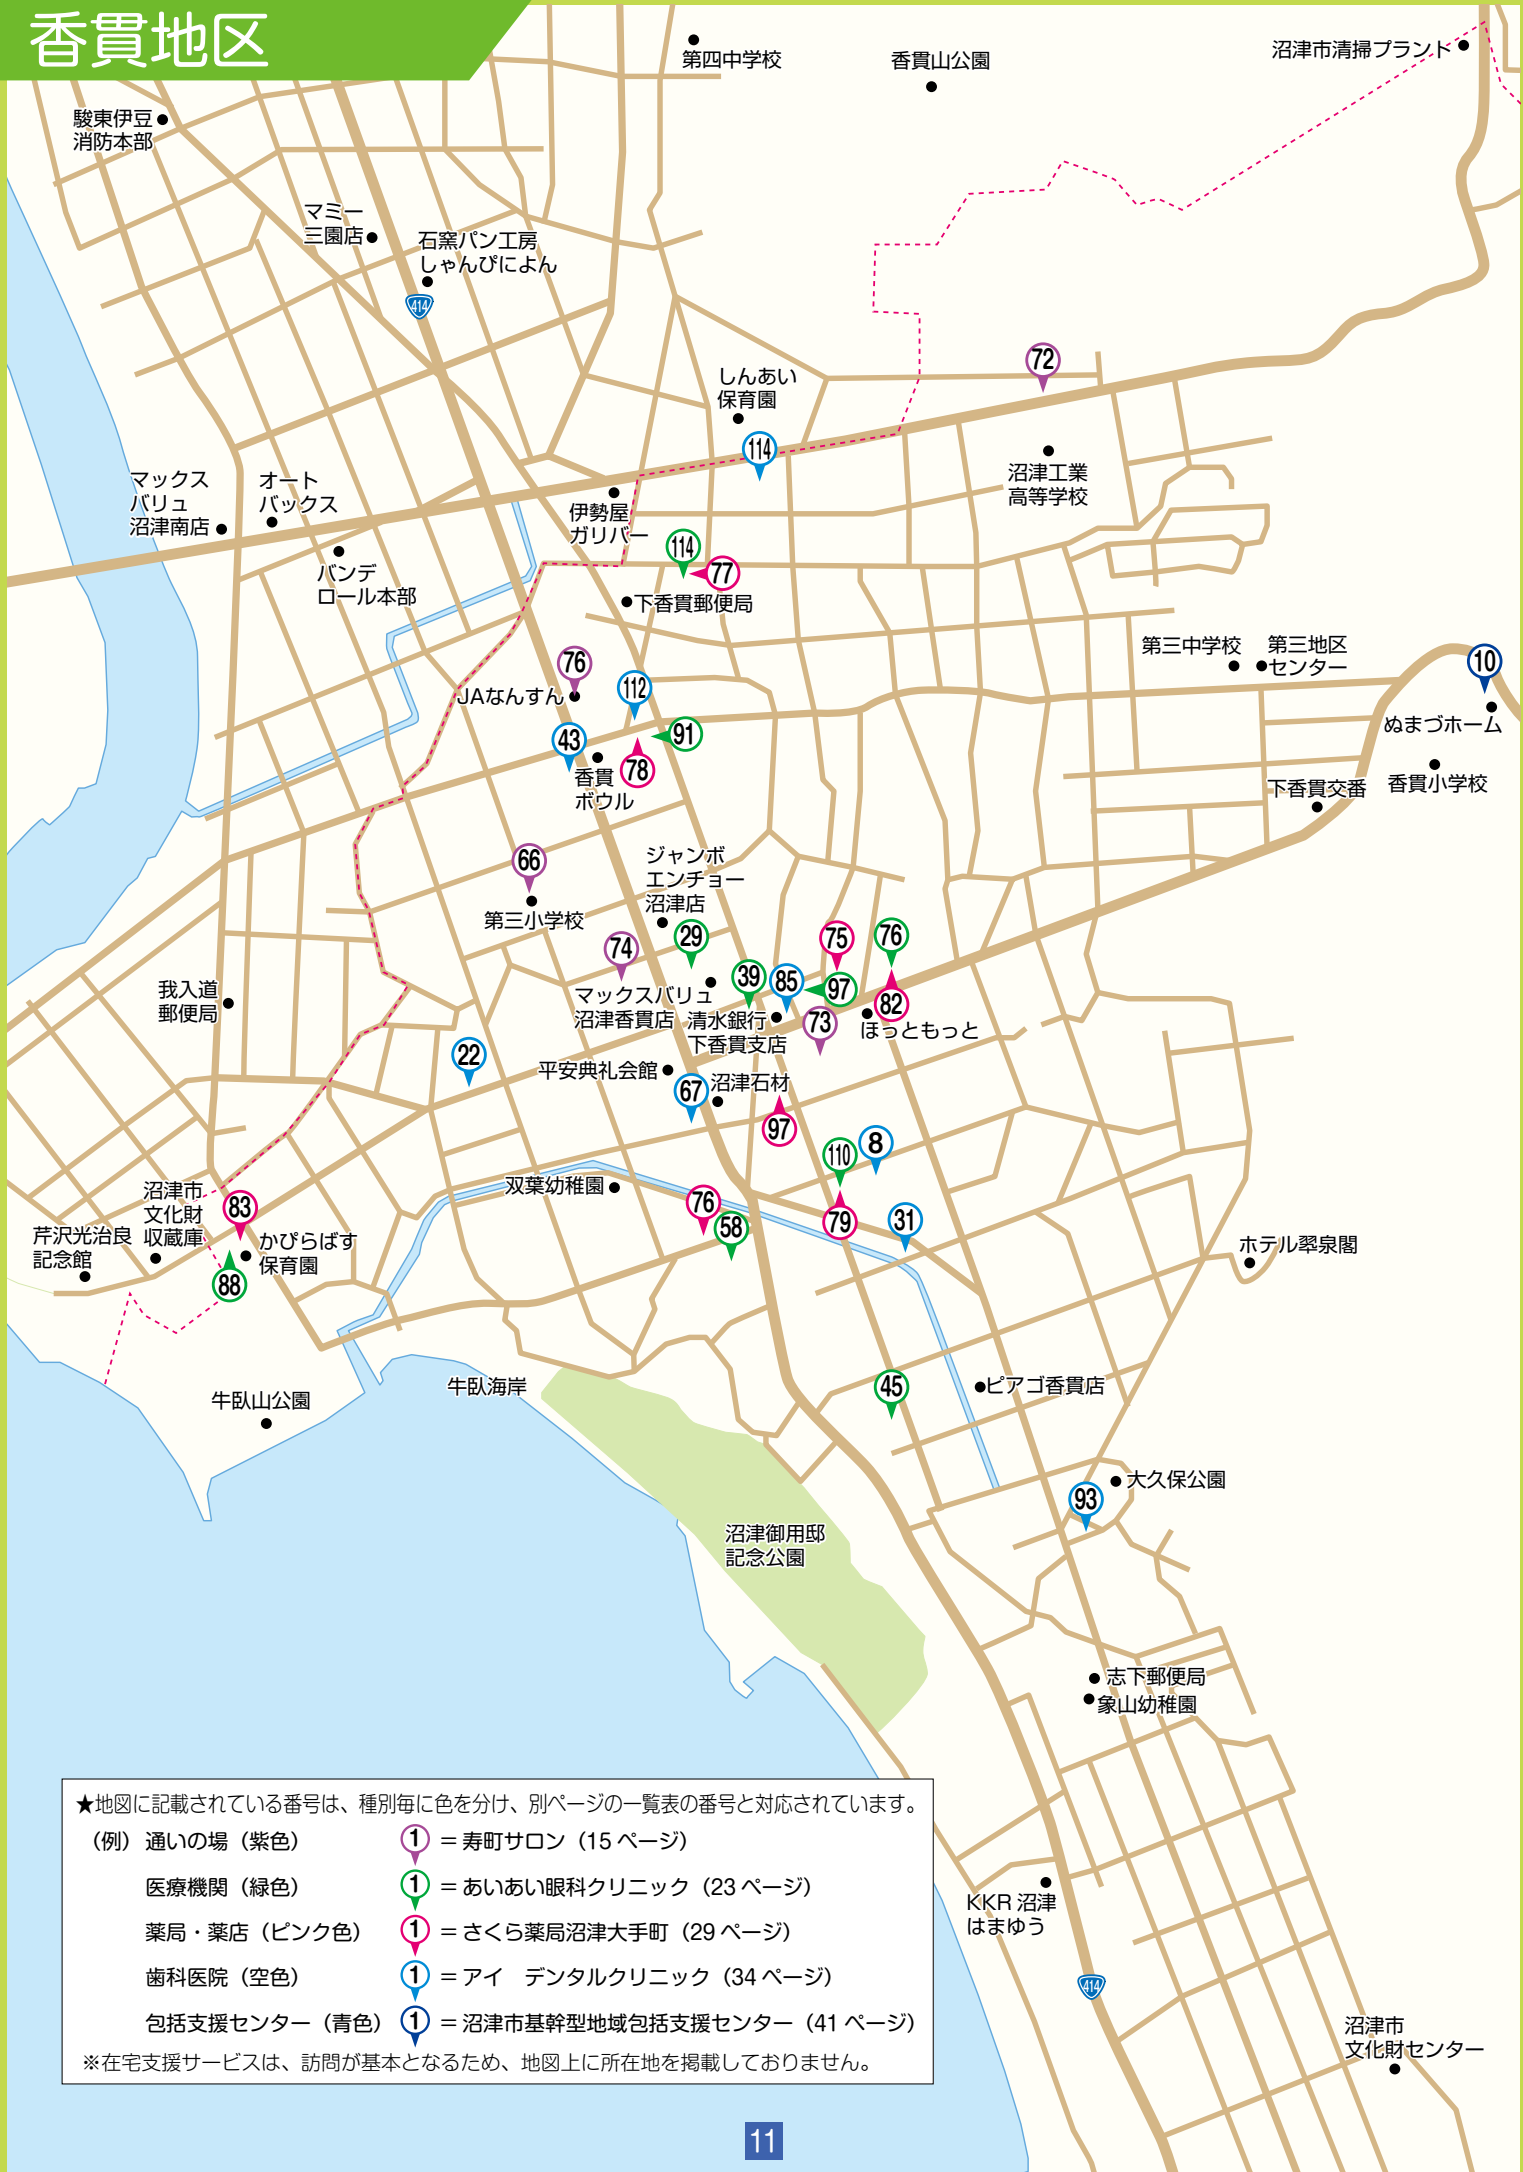 香貫地区
第四中学校
香貫山公園
沼津市清掃プラント
駿東伊豆
消防本部
マミー
三園店
石窯パン工房
しゃんぴによん
414
72
しんあい
保育園
114
沼津工業
高等学校
マックス
バリュ
沼津南店
オート
バックス
伊勢屋
ガリバー
バンデ
ロール本部
114
77
下香貫郵便局
第三中学校
第三地区
センター
10
ぬまづホーム
76
JAなんすん
112
43
91
78
香貫
ボウル
下香貫交番
香貫小学校
66
第三小学校
ジャンボ
エンチョー
沼津店
74
29
75
76
39
85
97
82
マックスバリュ
沼津香貫店
清水銀行
下香貫支店
73
ほっともっと
我入道
郵便局
22
平安典礼会館
67
沼津石材
97
110
8
双葉幼稚園
76
58
79
31
沼津市
文化財
収蔵庫
83
芹沢光治良
記念館
かぴらばす
保育園
88
ホテル翠泉閣
牛臥山公園
牛臥海岸
45
ピアゴ香貫店
大久保公園
93
沼津御用邸
記念公園
志下郵便局
象山幼稚園
KKR 沼津
はまゆう
414
沼津市
文化財センター
★地図に記載されている番号は、種別毎に色を分け、別ページの一覧表の番号と対応されています。
（例）通いの場（紫色） 1 ＝寿町サロン（15 ページ）
医療機関（緑色） 1 ＝あいあい眼科クリニック（23 ページ）
薬局・薬店（ピンク色） 1 ＝さくら薬局沼津大手町（29 ページ）
歯科医院（空色） 1 ＝アイ　デンタルクリニック（34 ページ）
包括支援センター（青色） 1 ＝沼津市基幹型地域包括支援センター（41 ページ）
※在宅支援サービスは、訪問が基本となるため、地図上に所在地を掲載しておりません。
11